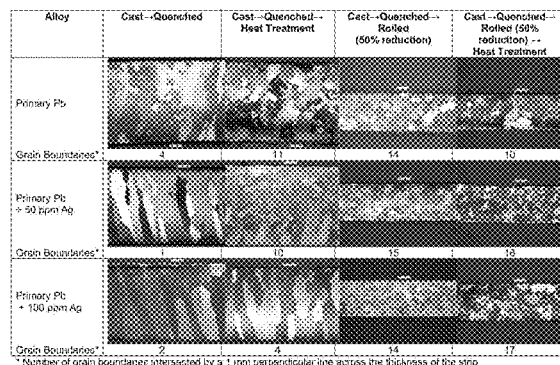 Alloy Cast→Quenched Cast→Quenched→ Heat Treatment Cast→Quenched→ Rolled (50% reduction) Cast→Quenched→ Rolled (50% reduction) → Heat Treatment
Primary Pb
Grain Boundaries* 4 11 14 10
Primary Pb + 50 ppm Ag
Grain Boundaries* 1 10 15 16
Primary Pb + 100 ppm Ag
Grain Boundaries* 2 4 14 17
* Number of grain boundaries intersected by a 1 mm perpendicular line across the thickness of the strip